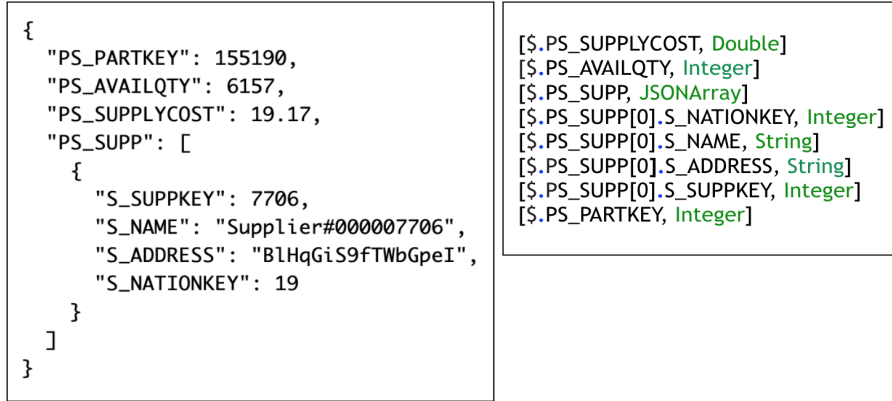 {
  "PS_PARTKEY": 155190,
  "PS_AVAILQTY": 6157,
  "PS_SUPPLYCOST": 19.17,
  "PS_SUPP": [
    {
      "S_SUPPKEY": 7706,
      "S_NAME": "Supplier#000007706",
      "S_ADDRESS": "BlHqGiS9fTWbGpeI",
      "S_NATIONKEY": 19
    }
  ]
}
[$.PS_SUPPLYCOST, Double]
[$.PS_AVAILQTY, Integer]
[$.PS_SUPP, JSONArray]
[$.PS_SUPP[0].S_NATIONKEY, Integer]
[$.PS_SUPP[0].S_NAME, String]
[$.PS_SUPP[0].S_ADDRESS, String]
[$.PS_SUPP[0].S_SUPPKEY, Integer]
[$.PS_PARTKEY, Integer]